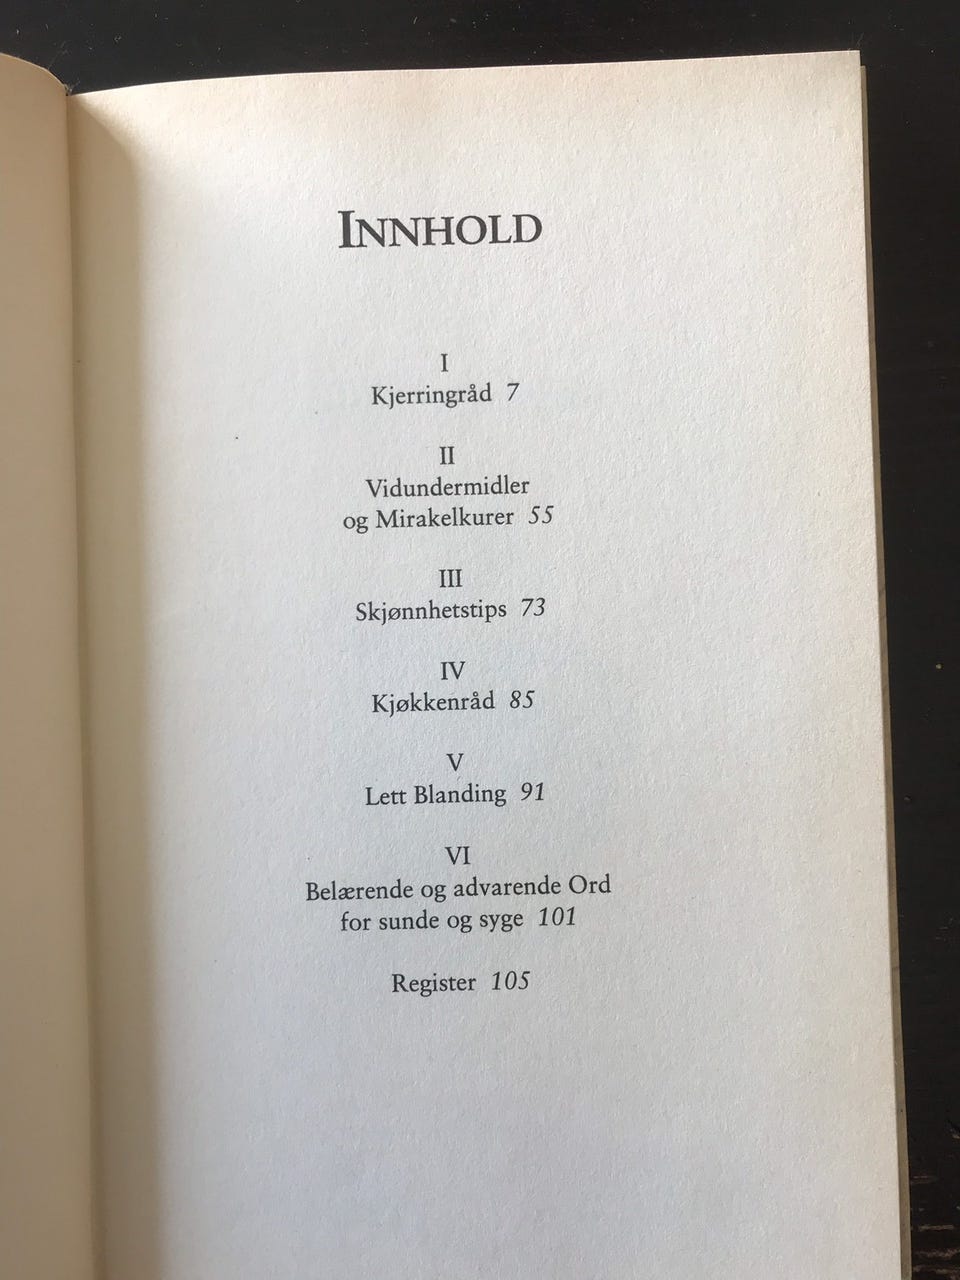 INNHOLD
I
Kjerringråd 7
II
Vidundermidler
og Mirakelkurer 55
III
Skjønnhetstips 73
IV
Kjøkkenråd 85
V
Lett Blanding 91
VI
Belærende og advarende Ord
for sunde og syge 101
Register 105